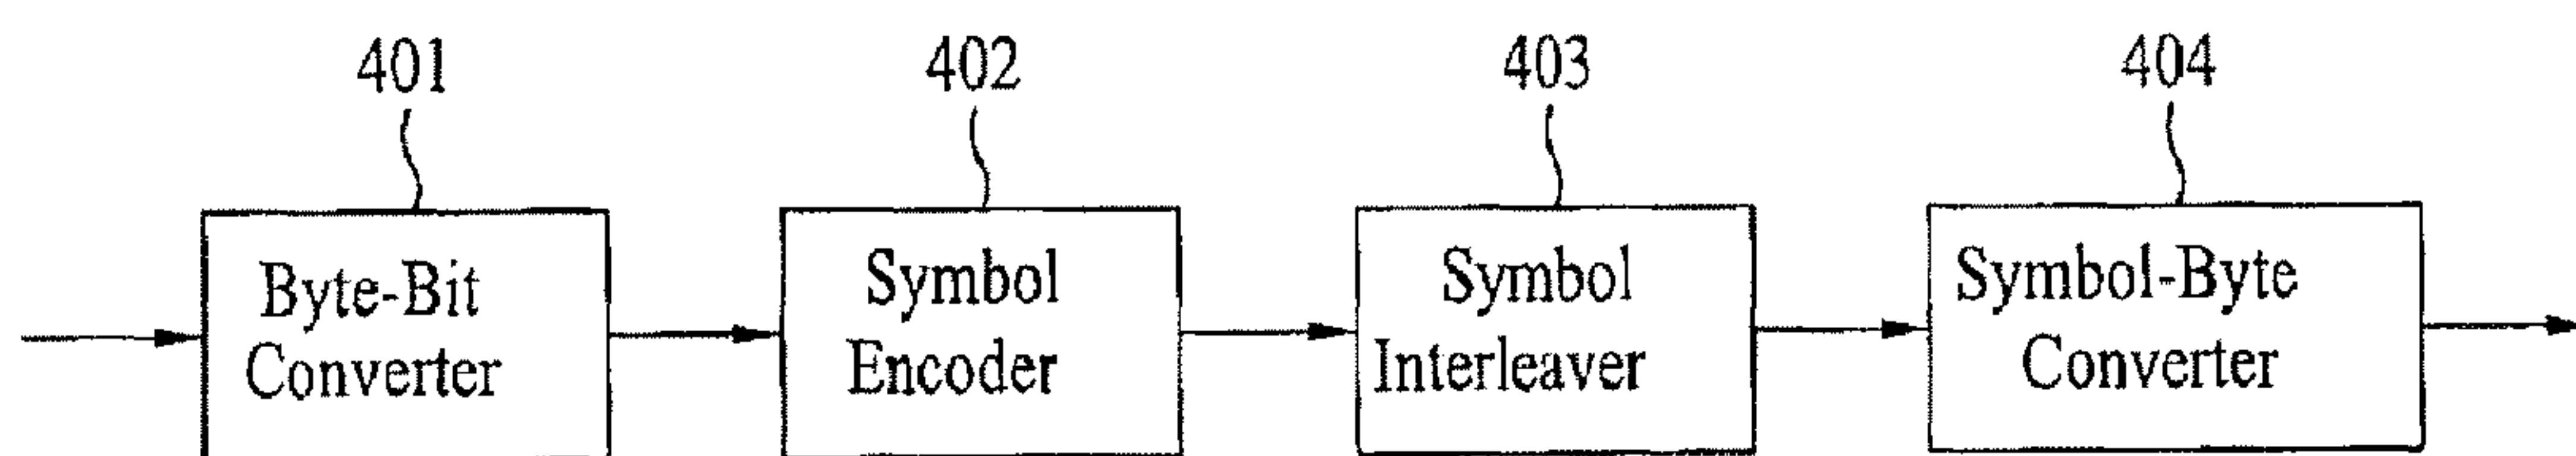 401
402
403
404
Byte-Bit
Converter
Symbol
Encoder
Symbol
Interleaver
Symbol-Byte
Converter